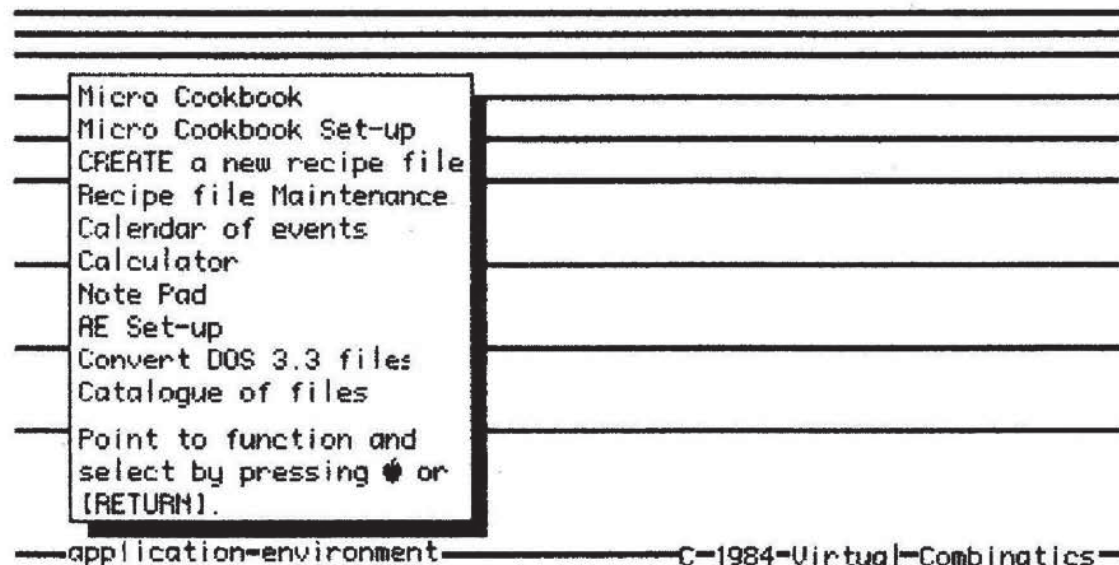 Micro Cookbook
Micro Cookbook Set-up
CREATE a new recipe file
Recipe file Maintenance
Calendar of events
Calculator
Note Pad
AE Set-up
Convert DOS 3.3 files
Catalogue of files
Point to function and
select by pressing  or
[RETURN].
application-environment C-1984-Virtual-Combinatics